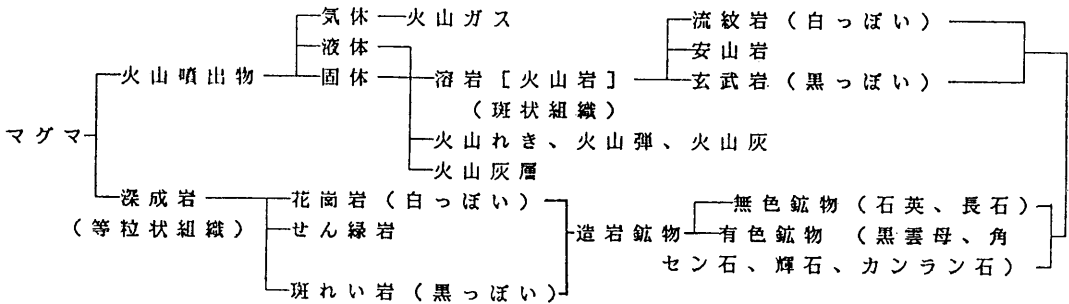 気休 火山ガス 流紋岩(白っぽい)
液体 安山岩
火山噴出物 固体 溶岩[火山岩] 玄武岩(黒っぽい)
(斑状組織)
マグマ 火山れき、火山弾、火山灰
火山灰層
深成岩 花崗岩(白っぽい) 無色鉱物(石英、長石)
(等粒状組織) せん緑岩 造岩鉱物 有色鉱物(黒雲母、角
センセ石、輝石、カンラン石)
斑れい岩(黒っぽい)